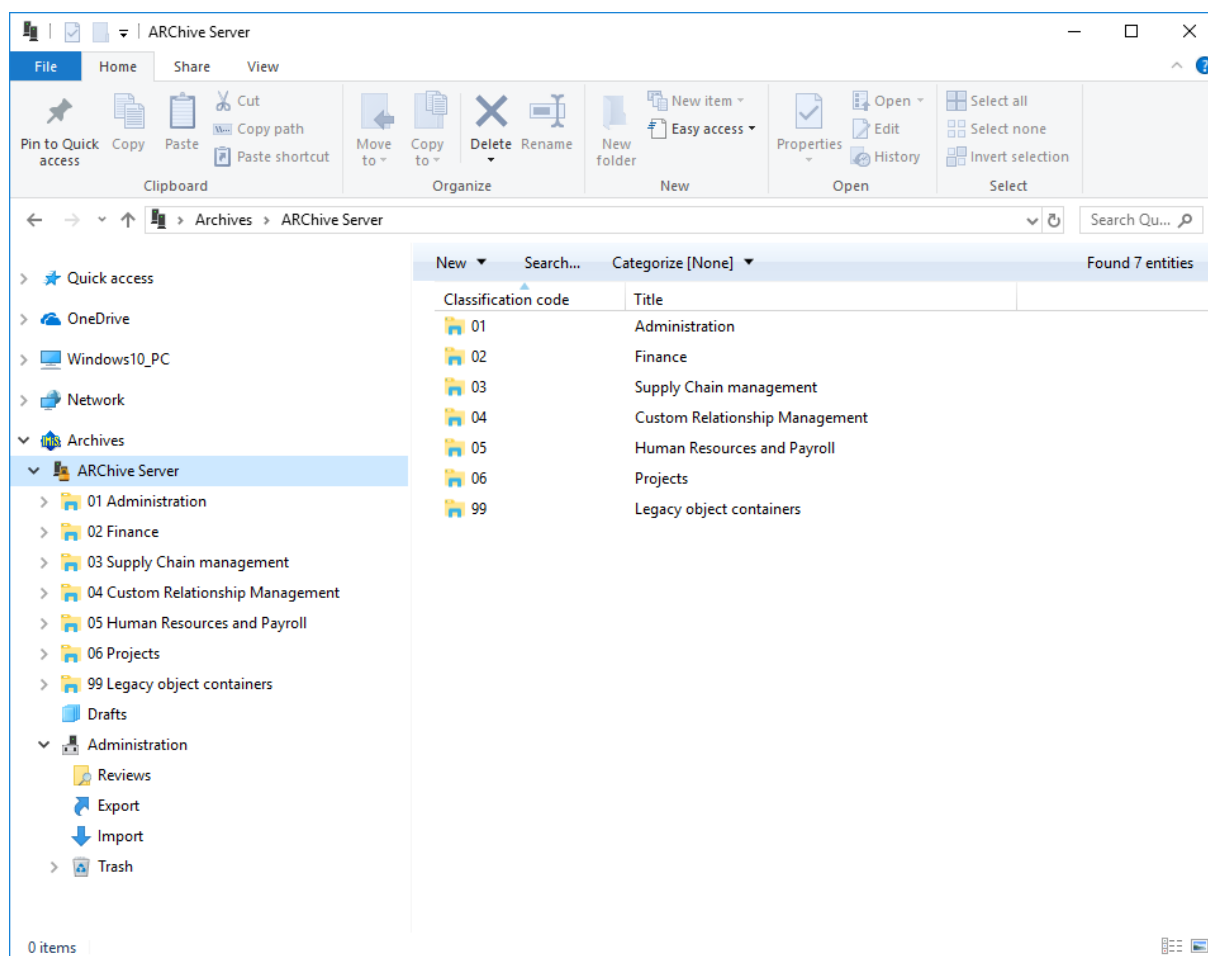 ARChive Server
File Home Share View
Pin to Quick access
Copy
Paste
Cut
Copy path
Paste shortcut
Clipboard
Move to
Copy to
Delete
Rename
Organize
New folder
New item
Easy access
New
Properties
Open
Edit
History
Open
Select all
Select none
Invert selection
Select
Archives > ARChive Server
Search Qu...
Quick access
OneDrive
Windows10_PC
Network
Archives
ARChive Server
01 Administration
02 Finance
03 Supply Chain management
04 Custom Relationship Management
05 Human Resources and Payroll
06 Projects
99 Legacy object containers
Drafts
Administration
Reviews
Export
Import
Trash
New Search... Categorize [None] Found 7 entities
Classification code Title
01 Administration
02 Finance
03 Supply Chain management
04 Custom Relationship Management
05 Human Resources and Payroll
06 Projects
99 Legacy object containers
0 items